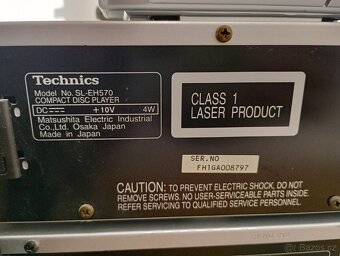 Technics
Model No. SL-EH570
COMPACT DISC PLAYER
DC⎓ +10V 4W
Matsushita Electric Industrial
Co.,Ltd. Osaka Japan
Made in Japan
CLASS 1
LASER PRODUCT
SER.NO
FH1GA008797
CAUTION: TO PREVENT ELECTRIC SHOCK, DO NOT
REMOVE SCREWS. NO USER-SERVICEABLE PARTS INSIDE.
REFER SERVICING TO QUALIFIED SERVICE PERSONNEL.
bazos.cz